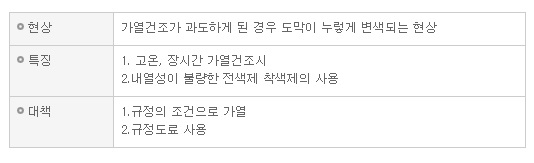 현상
가열건조가 과도하게 된 경우 도막이 누렇게 변색되는 현상
특징
1. 고온, 장시간 가열건조시
2.내열성이 불량한 전색제 착색제의 사용
대책
1.규정의 조건으로 가열
2.규정도료 사용